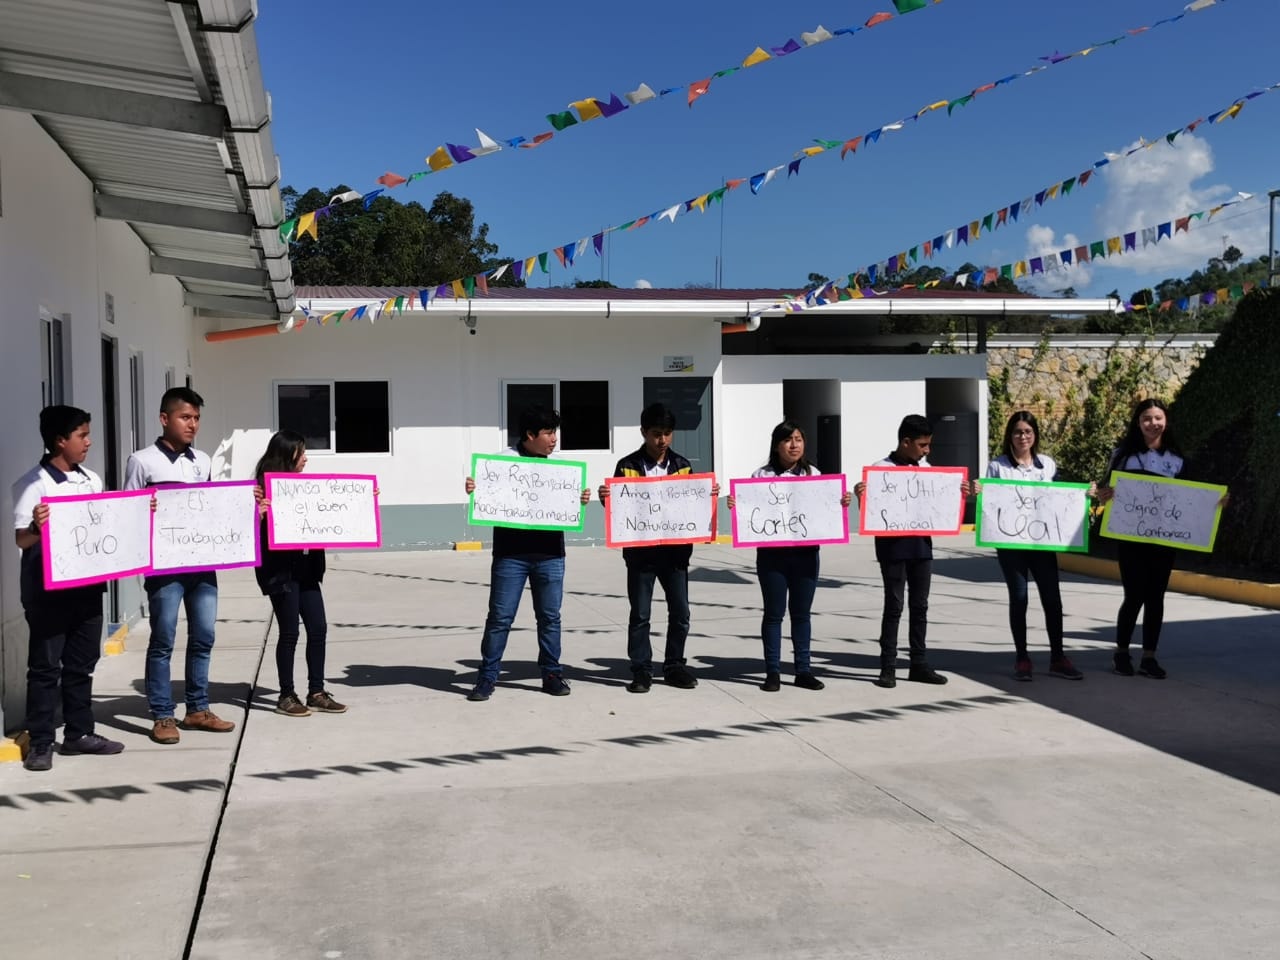 Ser
Puro
ES
Trabajador
Nunca Perder
el buen
Animo.
Ser Responsable
y no
hacer tareas a medias
Ama y Protege
la
Naturaleza
Ser
Cortés
Ser y Útil
Servicial
Ser
Leal
Ser
digno de
Confianza